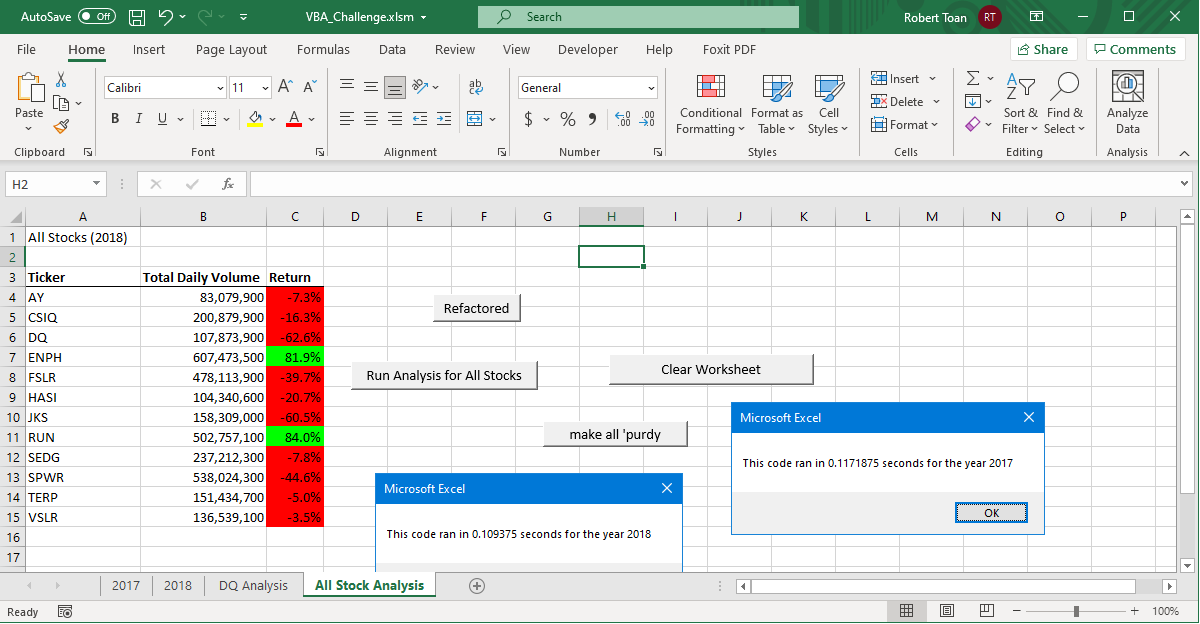 AutoSave Off VBA_Challenge.xlsm Search Robert Toan RT
File Home Insert Page Layout Formulas Data Review View Developer Help Foxit PDF Share Comments
Paste
Calibri 11
B I U A
ab
General
$ % 9
Conditional Formatting
Format as Table
Cell Styles
Insert
Delete
Format
Sort & Filter
Find & Select
Analyze Data
Clipboard Font Alignment Number Styles Cells Editing Analysis
H2 fx
A B C D E F G H I J K L M N O P
1 All Stocks (2018)
2
3 Ticker Total Daily Volume Return
4 AY 83,079,900 -7.3%
5 CSIQ 200,879,900 -16.3%
6 DQ 107,873,900 -62.6%
7 ENPH 607,473,500 81.9%
8 FSLR 478,113,900 -39.7%
9 HASI 104,340,600 -20.7%
10 JKS 158,309,000 -60.5%
11 RUN 502,757,100 84.0%
12 SEDG 237,212,300 -7.8%
13 SPWR 538,024,300 -44.6%
14 TERP 151,434,700 -5.0%
15 VSLR 136,539,100 -3.5%
16
17
Refactored
Run Analysis for All Stocks
Clear Worksheet
make all 'purdy
Microsoft Excel
This code ran in 0.1171875 seconds for the year 2017
OK
Microsoft Excel
This code ran in 0.109375 seconds for the year 2018
2017 2018 DQ Analysis All Stock Analysis
Ready 100%